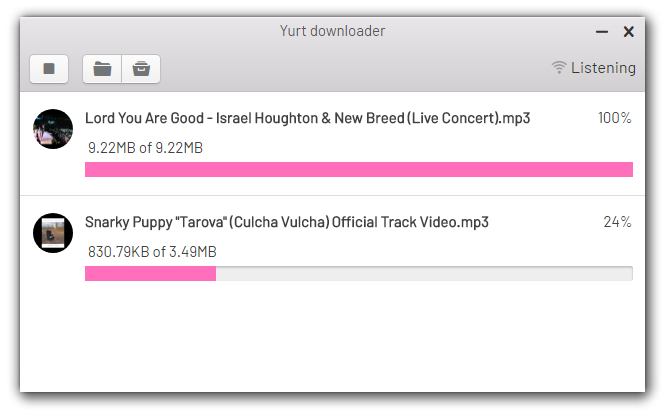 Yurt downloader
Listening
Lord You Are Good - Israel Houghton & New Breed (Live Concert).mp3 100%
9.22MB of 9.22MB
Snarky Puppy "Tarova" (Culcha Vulcha) Official Track Video.mp3 24%
830.79KB of 3.49MB